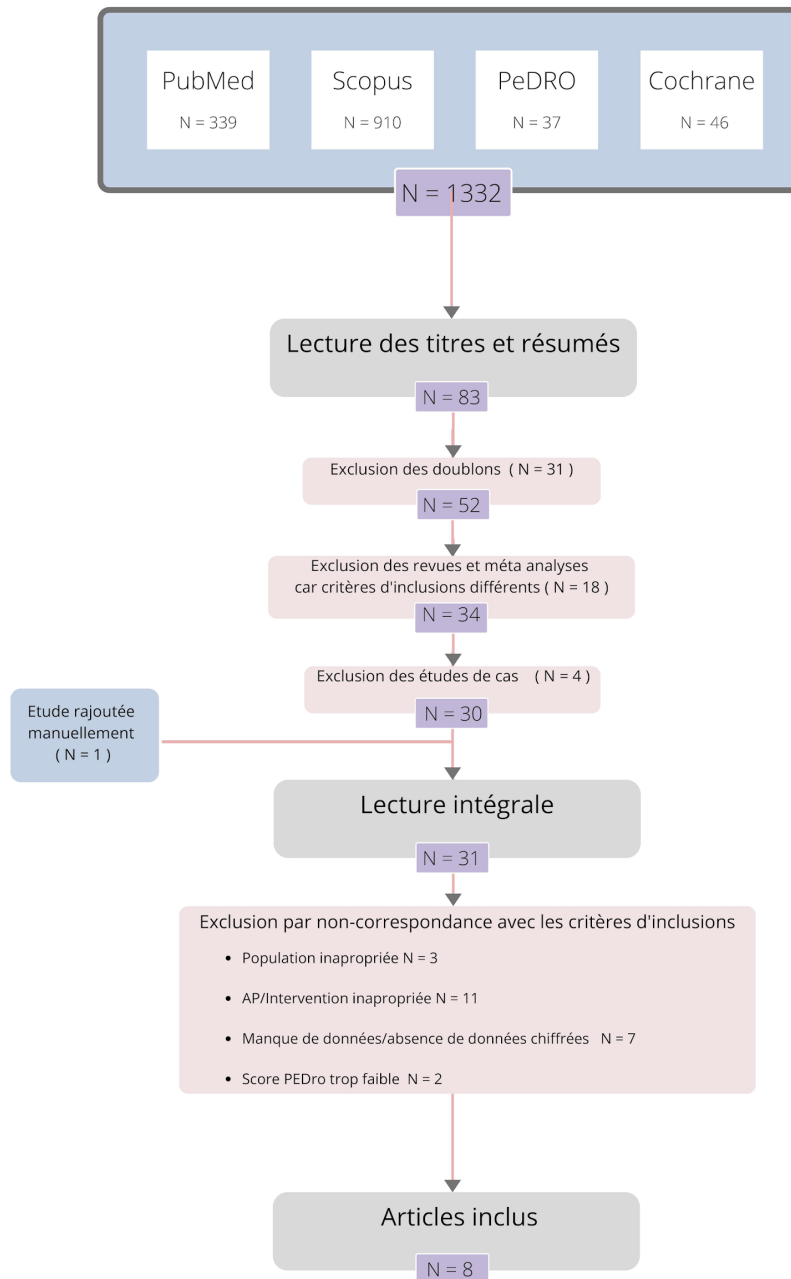 PubMed
N = 339
Scopus
N = 910
PeDRO
N = 37
Cochrane
N = 46
N = 1332
Lecture des titres et résumés
N = 83
Exclusion des doublons ( N = 31 )
N = 52
Exclusion des revues et méta analyses
car critères d'inclusions différents ( N = 18 )
N = 34
Exclusion des études de cas ( N = 4 )
N = 30
Etude rajoutée
manuellement
( N = 1 )
Lecture intégrale
N = 31
Exclusion par non-correspondance avec les critères d'inclusions
• Population inapropriée N = 3
• AP/Intervention inapropriée N = 11
• Manque de données/absence de données chiffrées N = 7
• Score PEDro trop faible N = 2
Articles inclus
N = 8